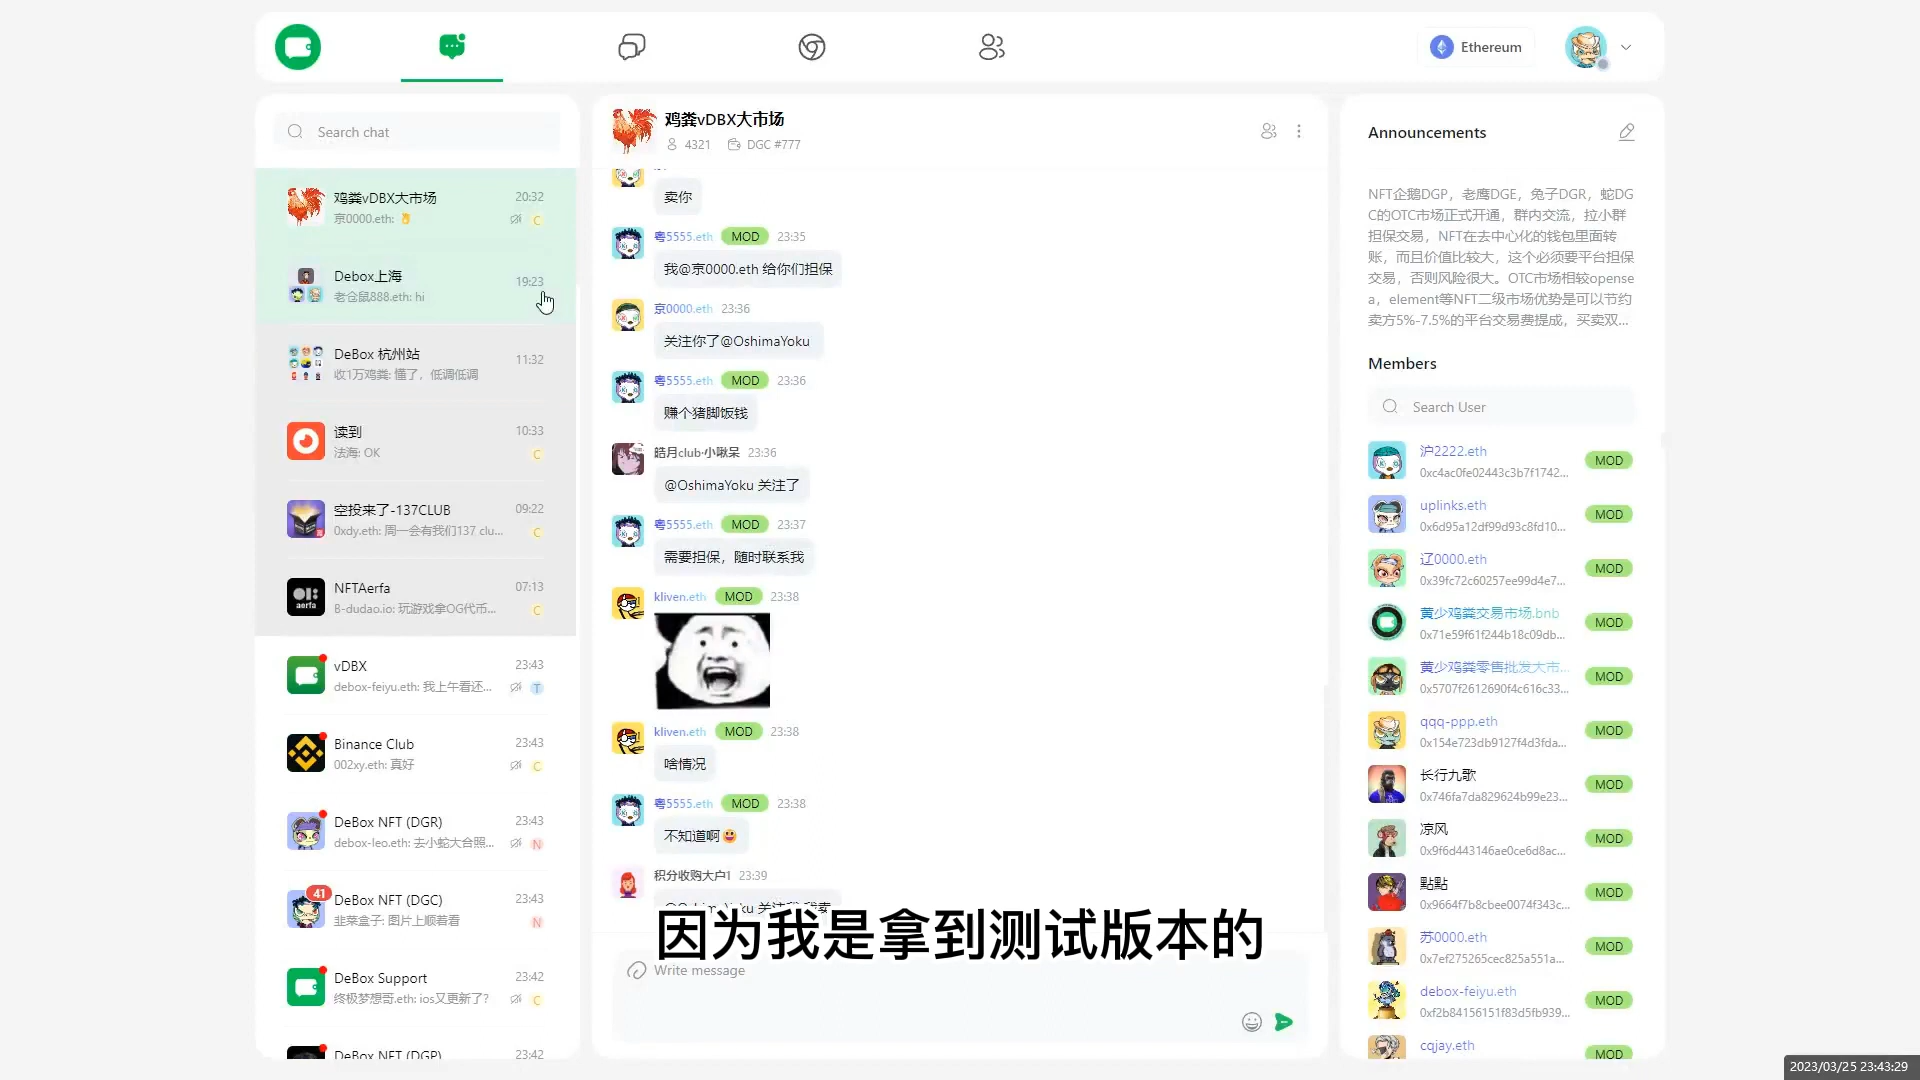 Ethereum
Search chat
鸡粪vDBX大市场
20:32
京0000.eth:
C
Debox上海
19:23
老仓鼠888.eth: hi
DeBox 杭州站
11:32
收1万鸡粪: 懂了，低调低调
读到
10:33
法海: OK
C
空投来了-137CLUB
09:22
0xdy.eth: 周一会有我们137 clu...
C
aerfa
NFTAerfa
07:13
8-dudao.io: 玩游戏拿OG代币...
C
vDBX
23:43
debox-feiyu.eth: 我上午看还...
T
Binance Club
23:43
002xy.eth: 真好
C
DeBox NFT (DGR)
23:43
debox-leo.eth: 去小蛇大合照...
N
41
DeBox NFT (DGC)
23:43
韭菜盒子: 图片上顺着看
N
DeBox Support
23:42
终极梦想哥.eth: ios又更新了?
C
DeBox NFT (DGP)
23:42
鸡粪vDBX大市场
4321
DGC #777
卖你
粤5555.eth MOD 23:35
我@京0000.eth 给你们担保
京0000.eth 23:36
关注你了@OshimaYoku
粤5555.eth MOD 23:36
赚个猪脚饭钱
皓月club·小啾呆 23:36
@OshimaYoku 关注了
粤5555.eth MOD 23:37
需要担保，随时联系我
kliven.eth MOD 23:38
kliven.eth MOD 23:38
啥情况
粤5555.eth MOD 23:38
不知道啊😃
积分收购大户1 23:39
因为我是拿到测试版本的
Write message
Announcements
NFT企鹅DGP，老鹰DGE，兔子DGR，蛇DG
C的OTC市场正式开通，群内交流，拉小群
担保交易，NFT在去中心化的钱包里面转
账，而且价值比较大，这个必须要平台担保
交易，否则风险很大。OTC市场相较opense
a，element等NFT二级市场优势是可以节约
卖方5%-7.5%的平台交易费提成，买卖双...
Members
Search User
沪2222.eth
0xc4ac0fe02443c3b7f1742...
MOD
uplinks.eth
0x6d95a12df99d93c8fd10...
MOD
辽0000.eth
0x39fc72c60257ee99d4e7...
MOD
黄少鸡粪交易市场.bnb
0x71e59f61f244b18c09db...
MOD
黄少鸡粪零售批发大市...
0x5707f2612690f4c616c33...
MOD
qqq-ppp.eth
0x154e723db9127f4d3fda...
MOD
长行九歌
0x746fa7da829624b99e23...
MOD
凉风
0x9f6d443146ae0ce6d8ac...
MOD
點點
0x9664f7b8cbee0074f343c...
MOD
苏0000.eth
0x7ef275265cec825a551a...
MOD
debox-feiyu.eth
0xf2b84156151f83d5fb939...
MOD
cqjay.eth
MOD
2023/03/25 23:43:29